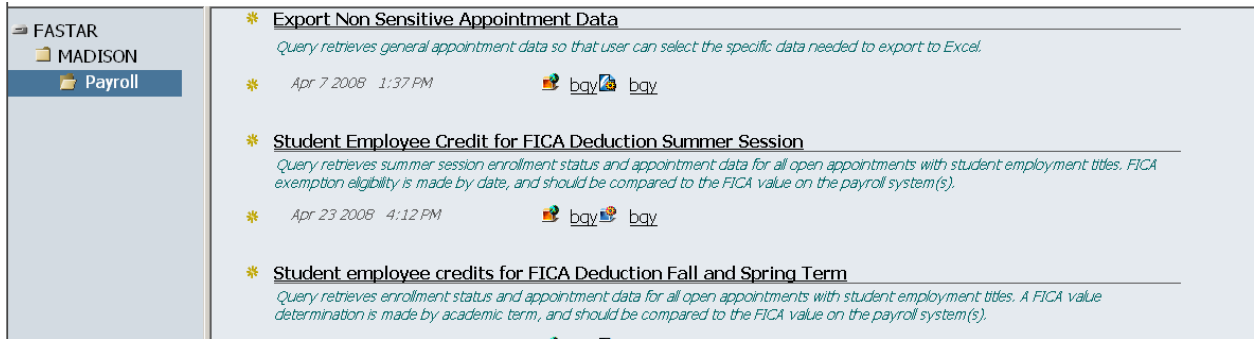 FASTAR
MADISON
Payroll
Export Non Sensitive Appointment Data
Query retrieves general appointment data so that user can select the specific data needed to export to Excel.
Apr 7 2008 1:37 PM bqy bqy
Student Employee Credit for FICA Deduction Summer Session
Query retrieves summer session enrollment status and appointment data for all open appointments with student employment titles. FICA
exemption eligibility is made by date, and should be compared to the FICA value on the payroll system(s).
Apr 23 2008 4:12 PM bqy bqy
Student employee credits for FICA Deduction Fall and Spring Term
Query retrieves enrollment status and appointment data for all open appointments with student employment titles. A FICA value
determination is made by academic term, and should be compared to the FICA value on the payroll system(s).